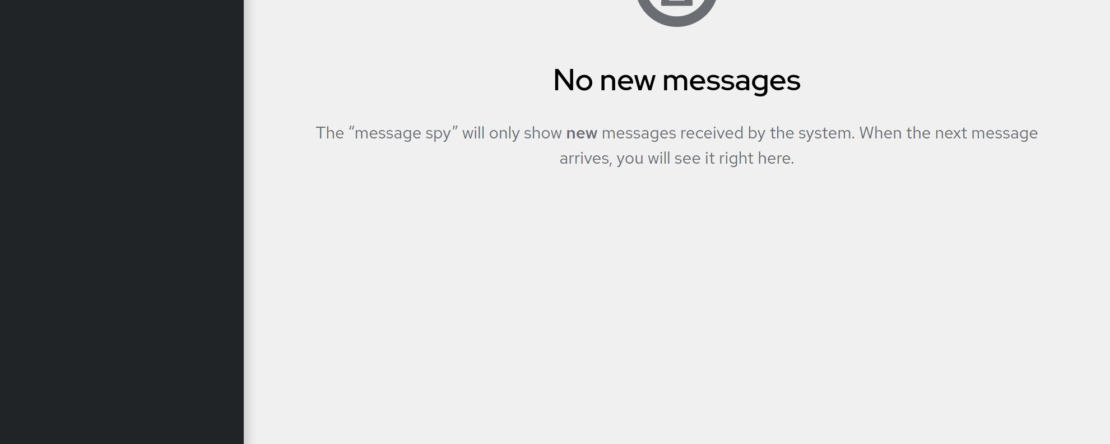 No new messages
The “message spy” will only show new messages received by the system. When the next message
arrives, you will see it right here.